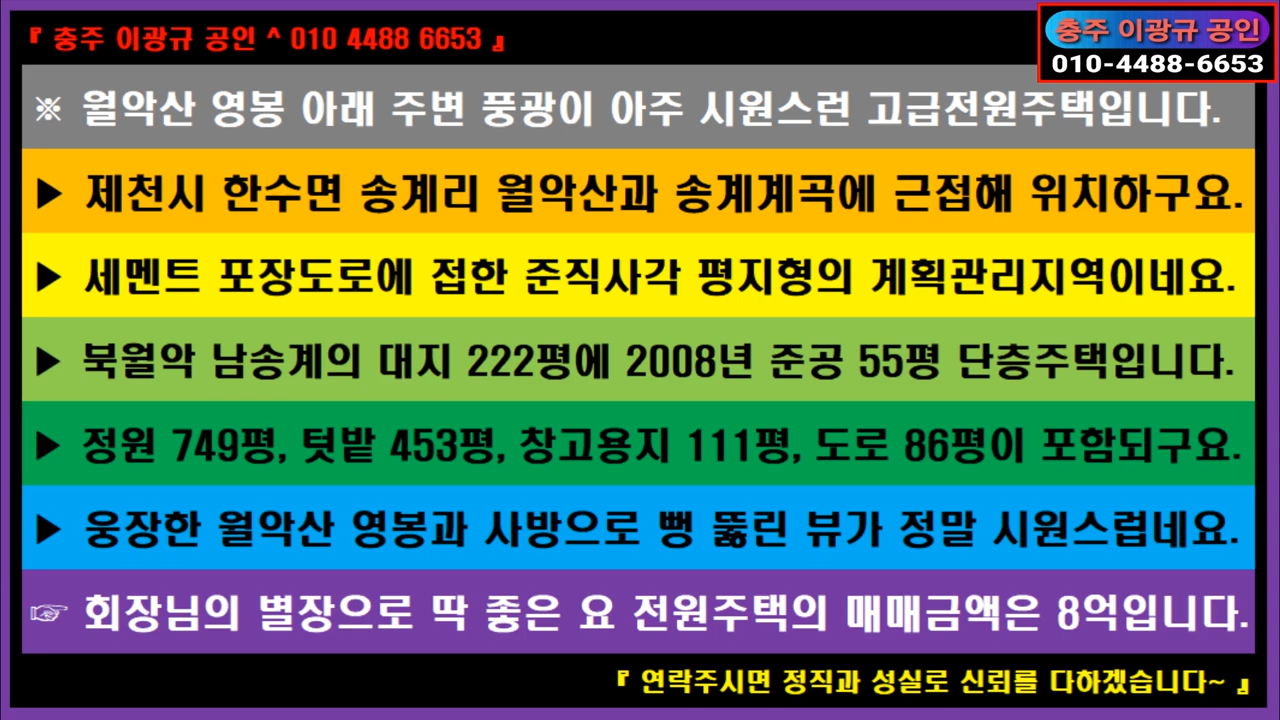 『 충주 이광규 공인 ^ 010 4488 6653 』
충주 이광규 공인
010-4488-6653
※ 월악산 영봉 아래 주변 풍광이 아주 시원스런 고급전원주택입니다.
▶ 제천시 한수면 송계리 월악산과 송계계곡에 근접해 위치하구요.
▶ 세멘트 포장도로에 접한 준직사각 평지형의 계획관리지역이네요.
▶ 북월악 남송계의 대지 222평에 2008년 준공 55평 단층주택입니다.
▶ 정원 749평, 텃밭 453평, 창고용지 111평, 도로 86평이 포함되구요.
▶ 웅장한 월악산 영봉과 사방으로 뻥 뚫린 뷰가 정말 시원스럽네요.
☞ 회장님의 별장으로 딱 좋은 요 전원주택의 매매금액은 8억입니다.
『 연락주시면 정직과 성실로 신뢰를 다하겠습니다~ 』